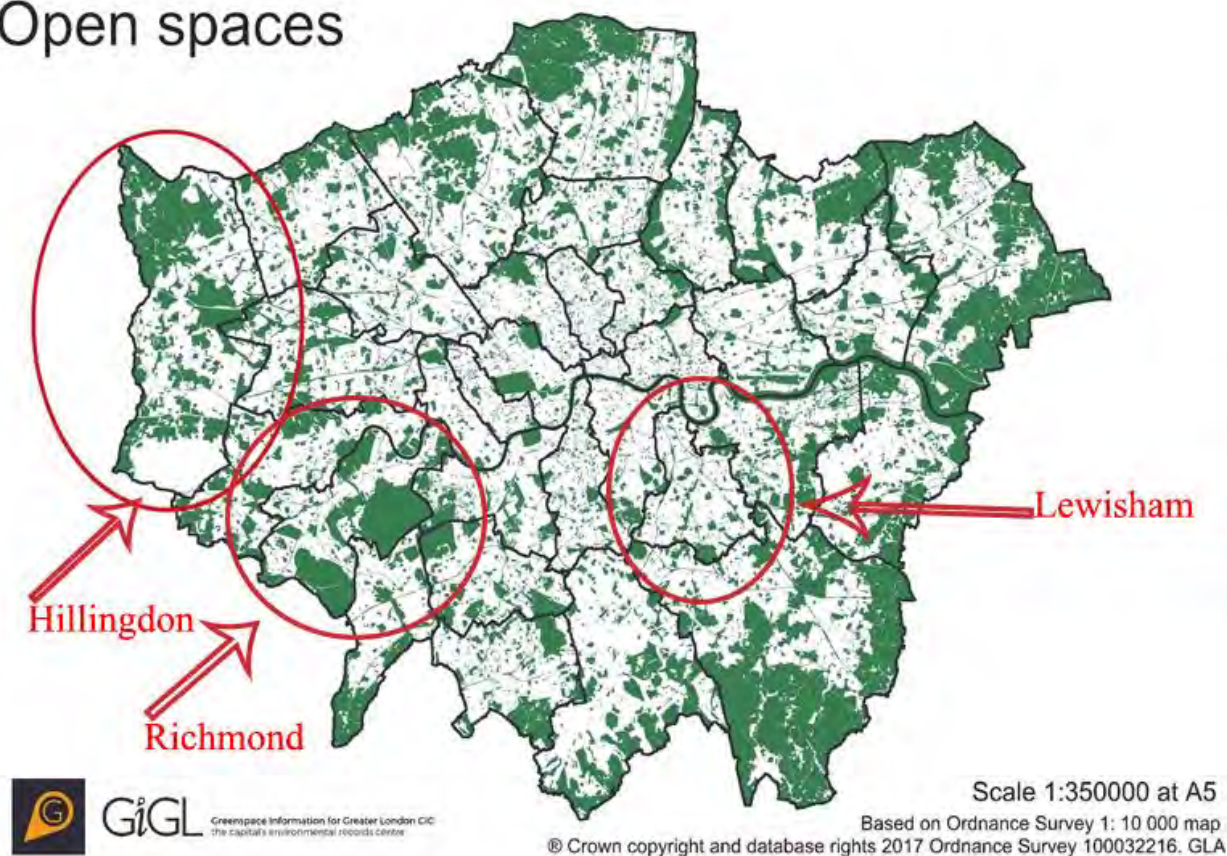 Open spaces
Lewisham
Hillingdon
Richmond
G
GiGL
Greenspace Information for Greater London CIC
the capital's environmental records centre
Scale 1:350000 at A5
Based on Ordnance Survey 1: 10 000 map
® Crown copyright and database rights 2017 Ordnance Survey 100032216. GLA